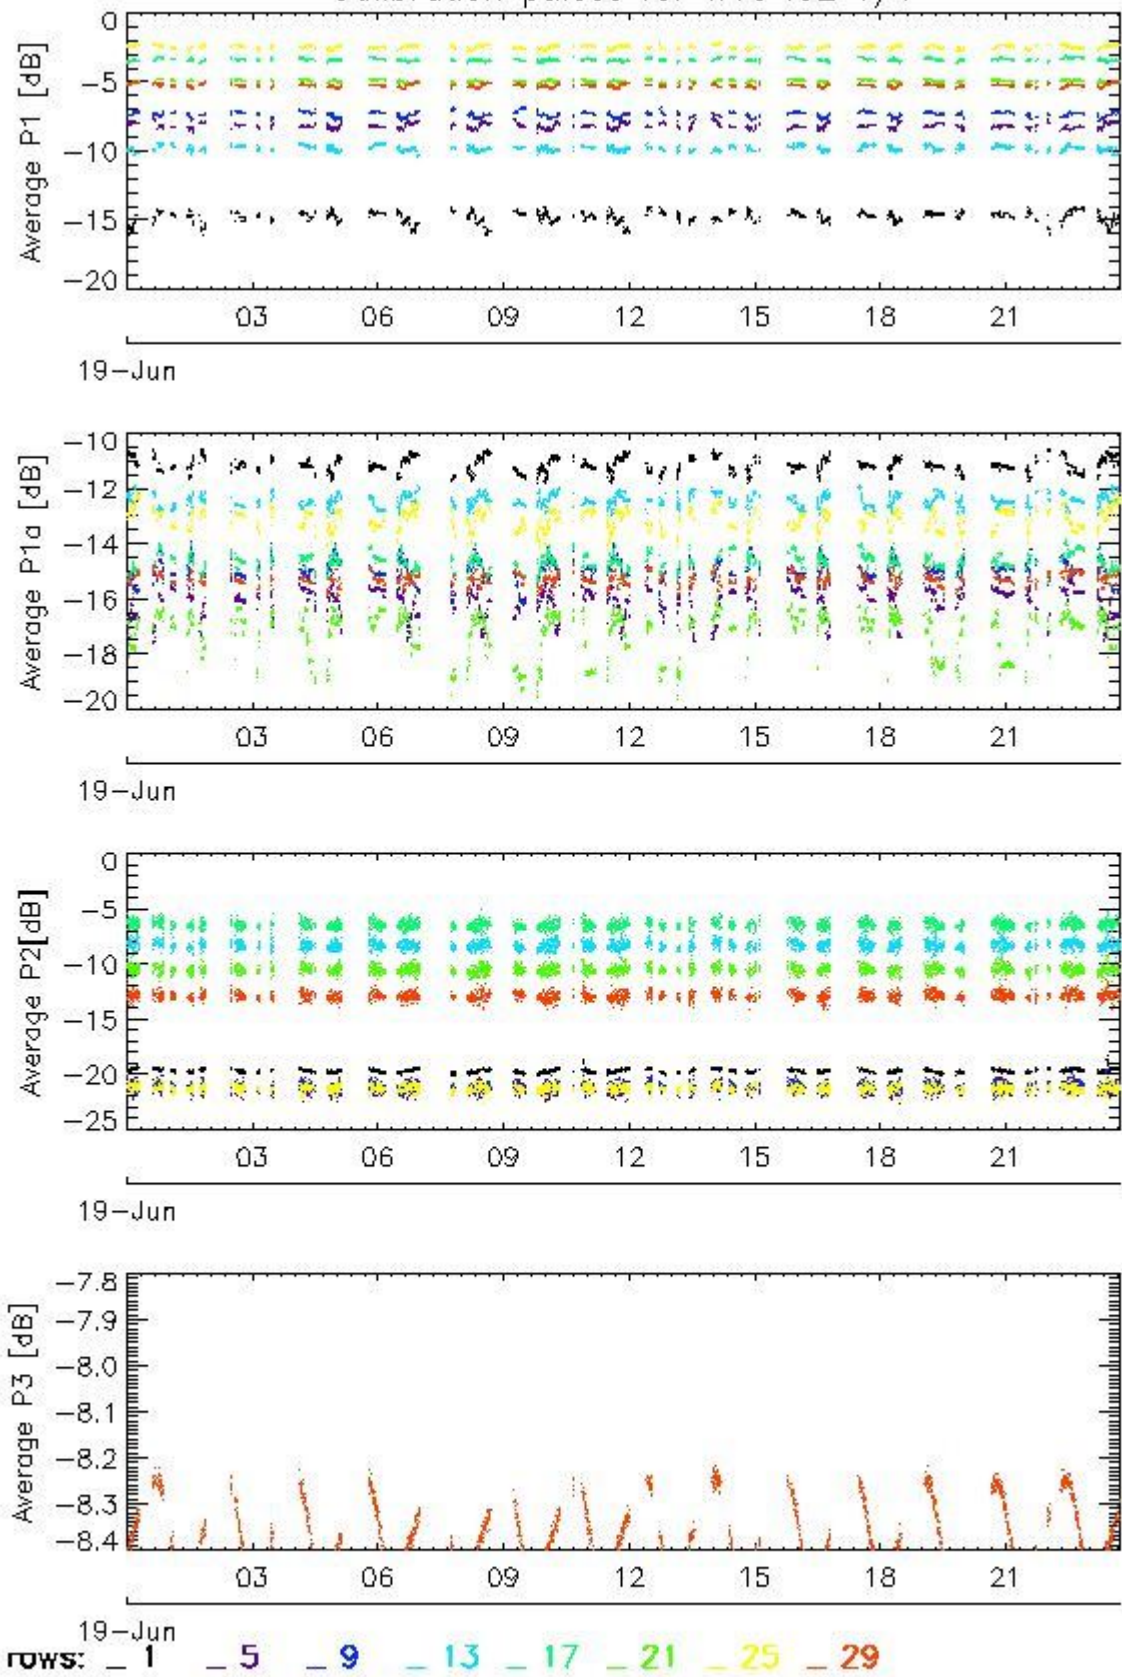 Average P1 [dB]
0
−5
−10
−15
−20
03 06 09 12 15 18 21
19−Jun
Average P1a [dB]
−10
−12
−14
−16
−18
−20
03 06 09 12 15 18 21
19−Jun
Average P2[dB]
0
−5
−10
−15
−20
−25
03 06 09 12 15 18 21
19−Jun
Average P3 [dB]
−7.8
−7.9
−8.0
−8.1
−8.2
−8.3
−8.4
03 06 09 12 15 18 21
19−Jun
rows: _ 1 _ 5 _ 9 _ 13 _ 17 _ 21 _ 25 _ 29